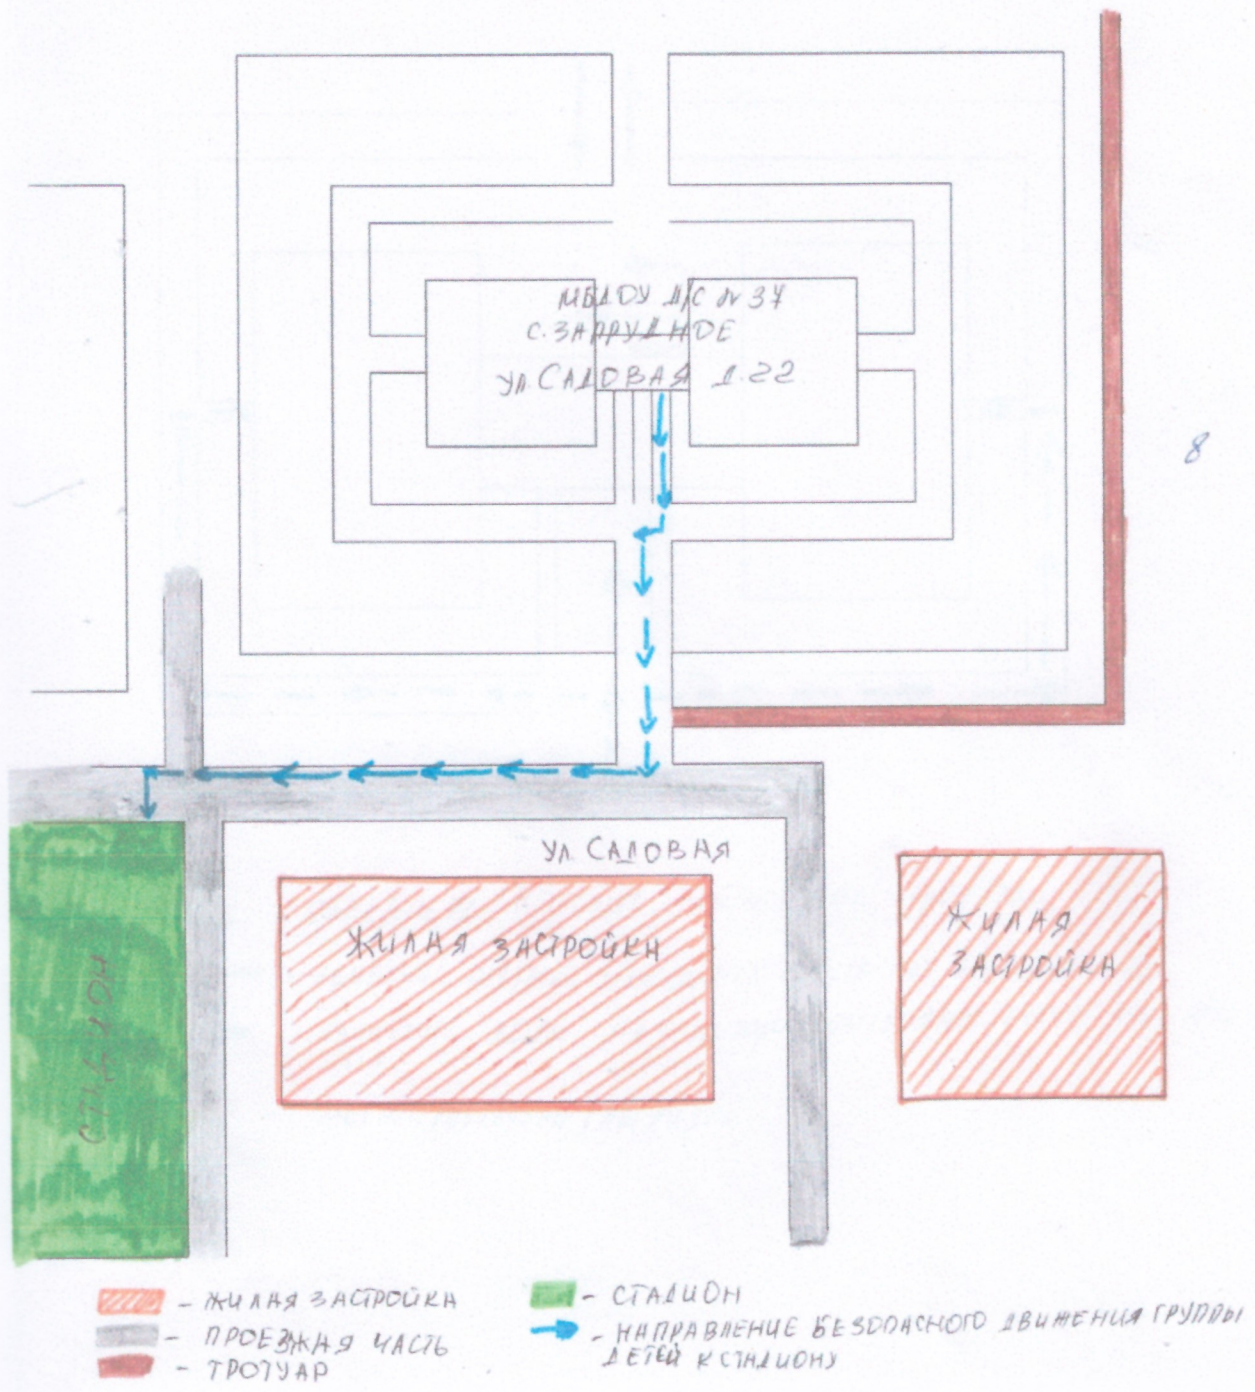 МБДОУ Д/С № 37
С. ЗАПРУДНОЕ
УЛ. САДОВАЯ Д. 22
8
УЛ САДОВАЯ
ЖИЛАЯ ЗАСТРОЙКА
ЖИЛАЯ
ЗАСТРОЙКА
СТАДИОН
- ЖИЛАЯ ЗАСТРОЙКА
- ПРОЕЗЖАЯ ЧАСТЬ
- ТРОТУАР
- СТАДИОН
- НАПРАВЛЕНИЕ БЕЗОПАСНОГО ДВИЖЕНИЯ ГРУППЫ
ДЕТЕЙ К СТАДИОНУ